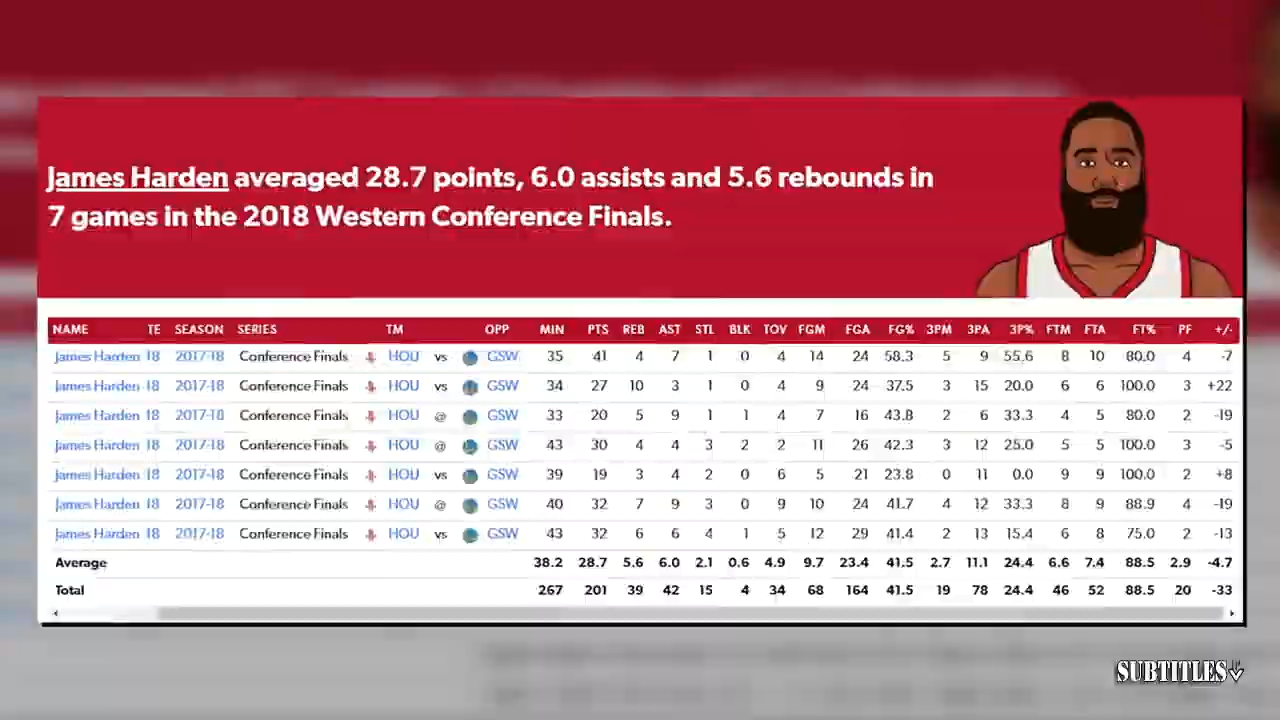 James Harden averaged 28.7 points, 6.0 assists and 5.6 rebounds in
7 games in the 2018 Western Conference Finals.
NAME TE SEASON SERIES TM OPP MIN PTS REB AST STL BLK TOV FGM FGA FG% 3PM 3PA 3P% FTM FTA FT% PF +/-
James Harden 18 2017-18 Conference Finals HOU vs GSW 35 41 4 7 1 0 4 14 24 58.3 5 9 55.6 8 10 80.0 4 -7
James Harden 18 2017-18 Conference Finals HOU vs GSW 34 27 10 3 1 0 4 9 24 37.5 3 15 20.0 6 6 100.0 3 +22
James Harden 18 2017-18 Conference Finals HOU @ GSW 33 20 5 9 1 1 4 7 16 43.8 2 6 33.3 4 5 80.0 2 -19
James Harden 18 2017-18 Conference Finals HOU @ GSW 43 30 4 4 3 2 2 11 26 42.3 3 12 25.0 5 5 100.0 3 -5
James Harden 18 2017-18 Conference Finals HOU vs GSW 39 19 3 4 2 0 6 5 21 23.8 0 11 0.0 9 9 100.0 2 +8
James Harden 18 2017-18 Conference Finals HOU @ GSW 40 32 7 9 3 0 9 10 24 41.7 4 12 33.3 8 9 88.9 4 -19
James Harden 18 2017-18 Conference Finals HOU vs GSW 43 32 6 6 4 1 5 12 29 41.4 2 13 15.4 6 8 75.0 2 -13
Average 38.2 28.7 5.6 6.0 2.1 0.6 4.9 9.7 23.4 41.5 2.7 11.1 24.4 6.6 7.4 88.5 2.9 -4.7
Total 267 201 39 42 15 4 34 68 164 41.5 19 78 24.4 46 52 88.5 20 -33
SUBTITLES